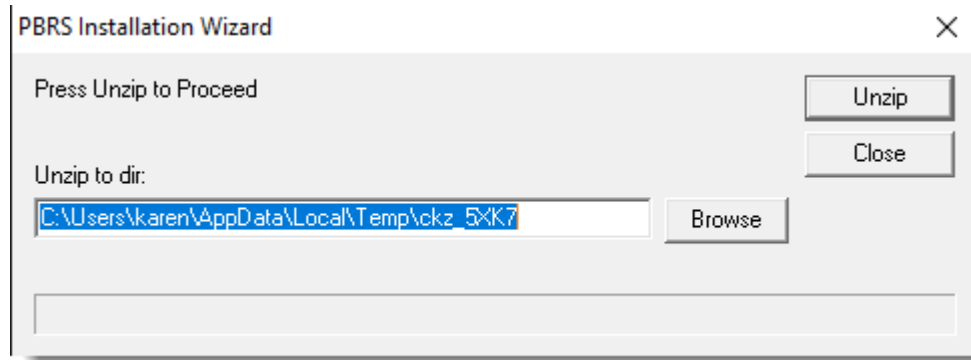 PBRS Installation Wizard
Press Unzip to Proceed
Unzip
Close
Unzip to dir:
C:\Users\karen\AppData\Local\Temp\ckz_5XK7
Browse